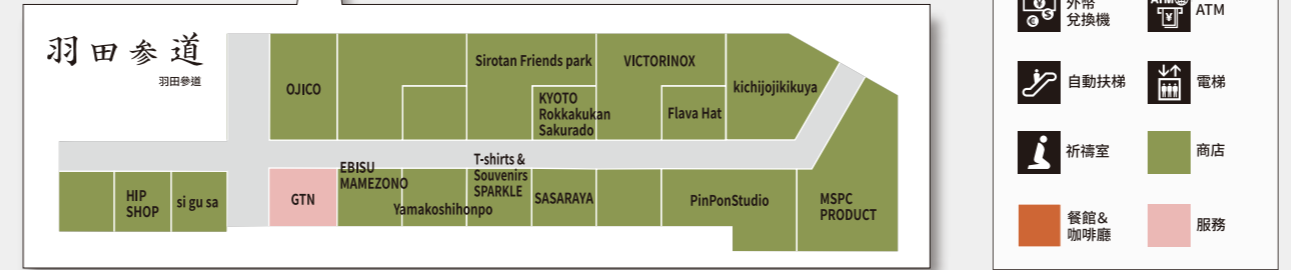 羽田参道
羽田參道
OJICO
Sirotan Friends park
VICTORINOX
kichijojikikuya
KYOTO
Rokkakukan
Sakurado
Flava Hat
HIP
SHOP
si gu sa
GTN
EBISU
MAMEZONO
Yamakoshihonpo
T-shirts &
Souvenirs
SPARKLE
SASARAYA
PinPonStudio
MSPC
PRODUCT
外幣
兌換機
ATM
ATM
自動扶梯
電梯
祈禱室
商店
餐館&
咖啡廳
服務